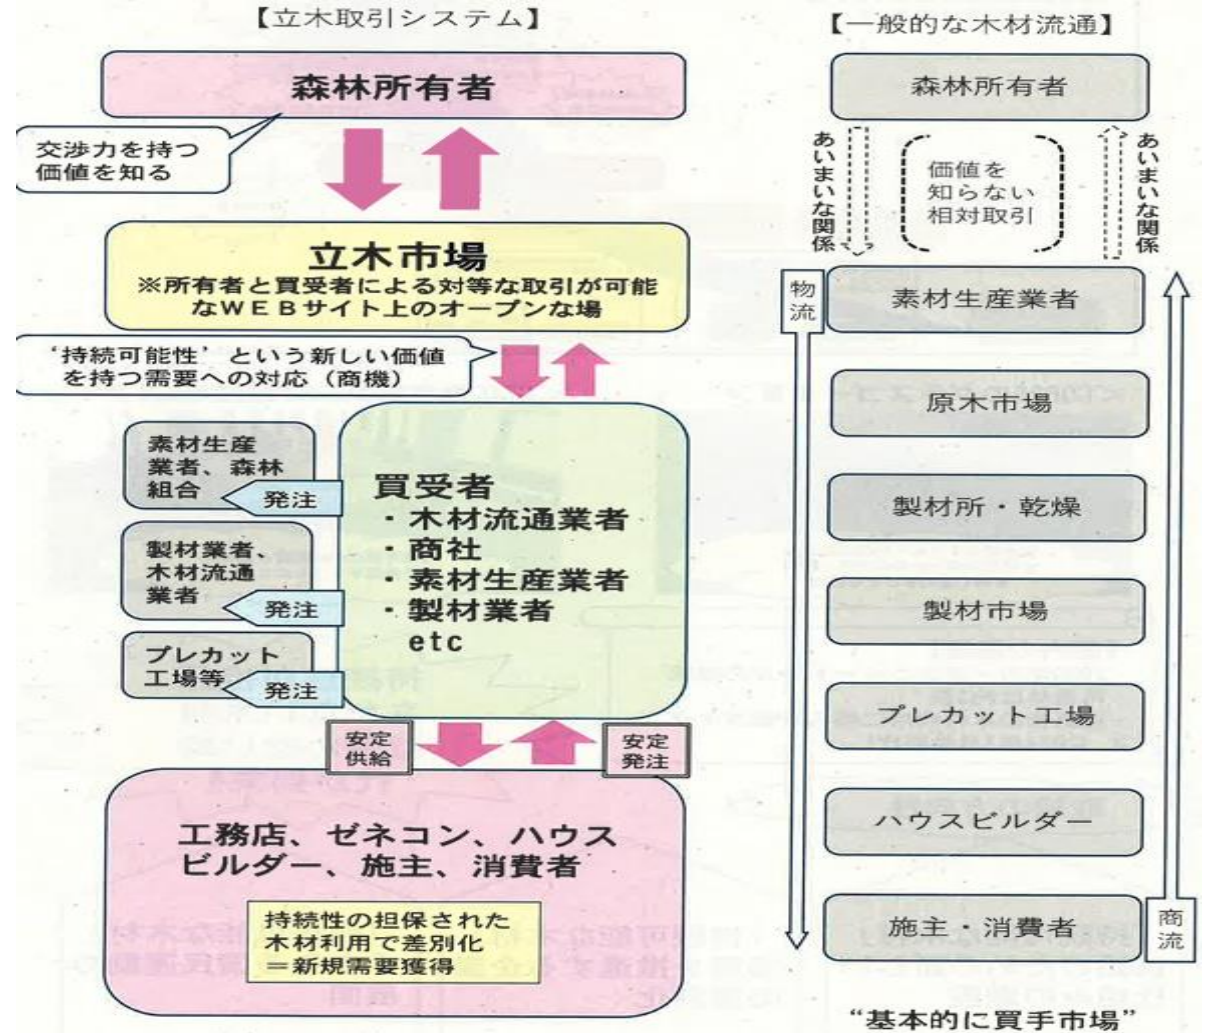 【立木取引システム】
森林所有者
交渉力を持つ
価値を知る
立木市場
※所有者と買受者による対等な取引が可能
なＷＥＢサイト上のオープンな場
‘持続可能性’という新しい価値
を持つ需要への対応（商機）
素材生産
業者、森林
組合
発注
製材業者、
木材流通
業者
発注
プレカット
工場等
発注
買受者
・木材流通業者
・商社
・素材生産業者
・製材業者
etc
安定
供給
安定
発注
工務店、ゼネコン、ハウス
ビルダー、施主、消費者
持続性の担保された
木材利用で差別化
＝新規需要獲得
【一般的な木材流通】
森林所有者
あいまいな関係
価値を
知らない
相対取引
あいまいな関係
物流
素材生産業者
原木市場
製材所・乾燥
製材市場
プレカット工場
ハウスビルダー
施主・消費者
商流
“基本的に買手市場”